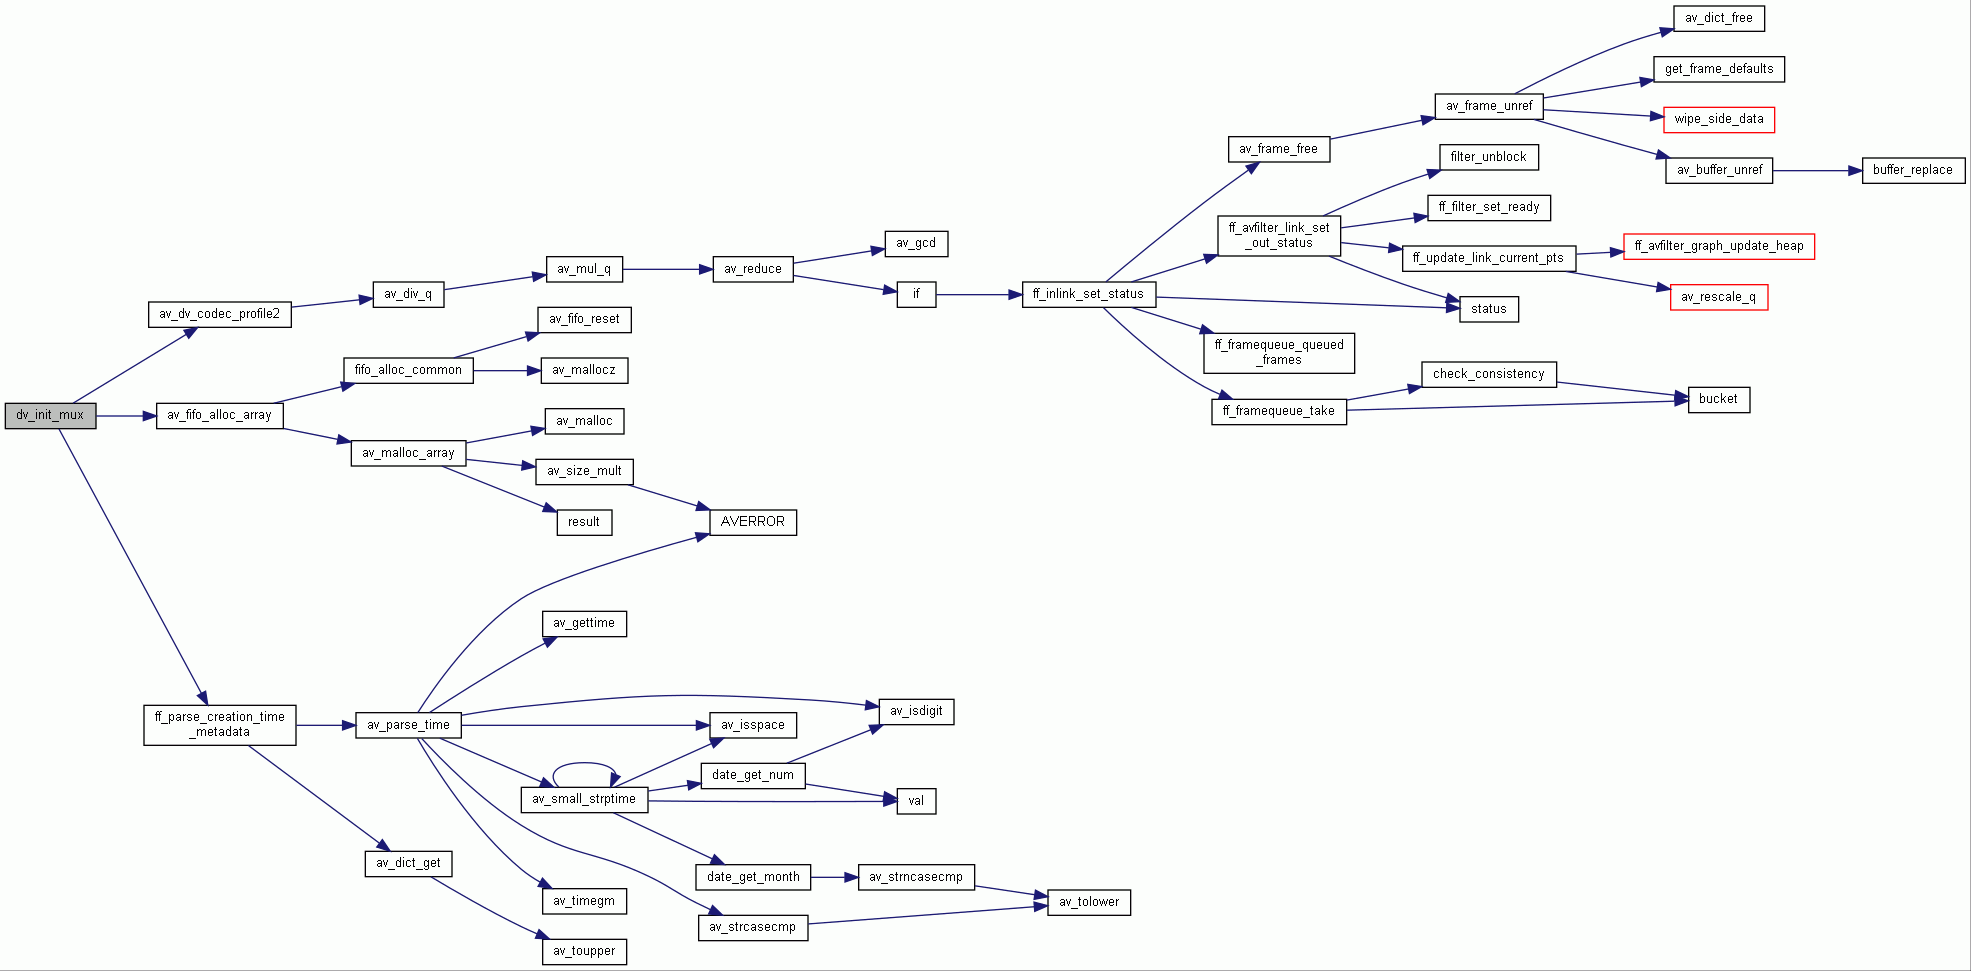 dv_init_mux
av_dv_codec_profile2
av_div_q
av_mul_q
av_reduce
av_gcd
if
ff_inlink_set_status
av_frame_free
av_frame_unref
av_dict_free
get_frame_defaults
wipe_side_data
av_buffer_unref
buffer_replace
ff_avfilter_link_set
_out_status
filter_unblock
ff_filter_set_ready
ff_update_link_current_pts
ff_avfilter_graph_update_heap
av_rescale_q
status
ff_framequeue_queued
_frames
ff_framequeue_take
check_consistency
bucket
av_fifo_alloc_array
fifo_alloc_common
av_fifo_reset
av_mallocz
av_malloc_array
av_malloc
av_size_mult
result
AVERROR
ff_parse_creation_time
_metadata
av_parse_time
av_gettime
av_isdigit
av_isspace
av_small_strptime
date_get_num
val
date_get_month
av_strncasecmp
av_tolower
av_strcasecmp
av_timegm
av_dict_get
av_toupper